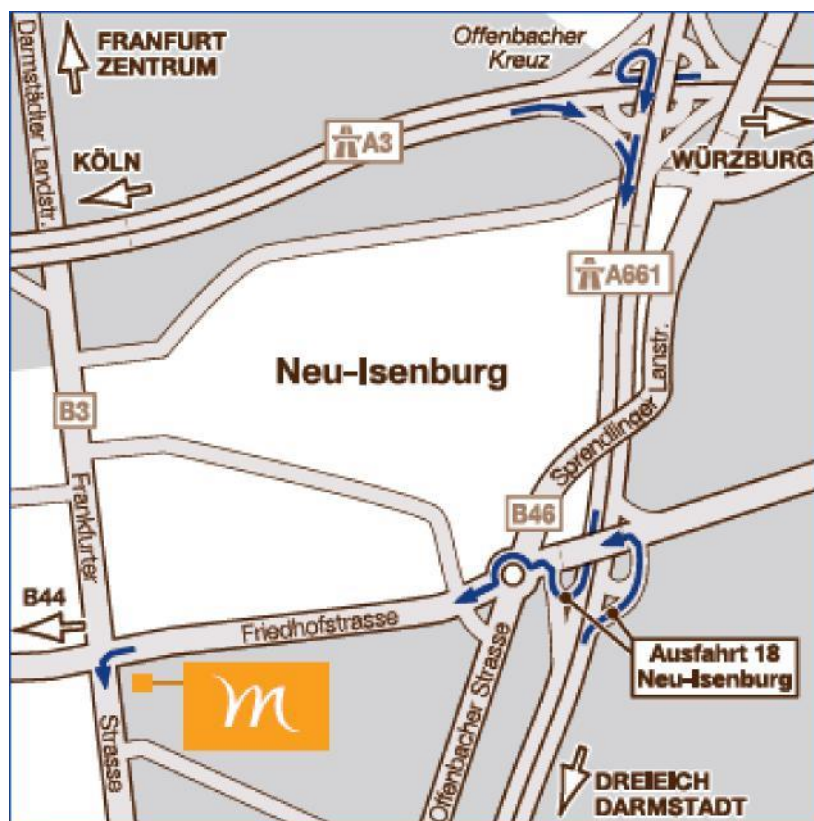 FRANFURT
ZENTRUM
Darmstädter Landstr.
Offenbacher
Kreuz
A3
KÖLN
WÜRZBURG
A661
Neu-Isenburg
Sprendlinger Lanstr.
B3
Frankfurter
Strasse
B46
B44
Friedhofstrasse
Offenbacher Strasse
Ausfahrt 18
Neu-Isenburg
m
DREIEICH
DARMSTADT